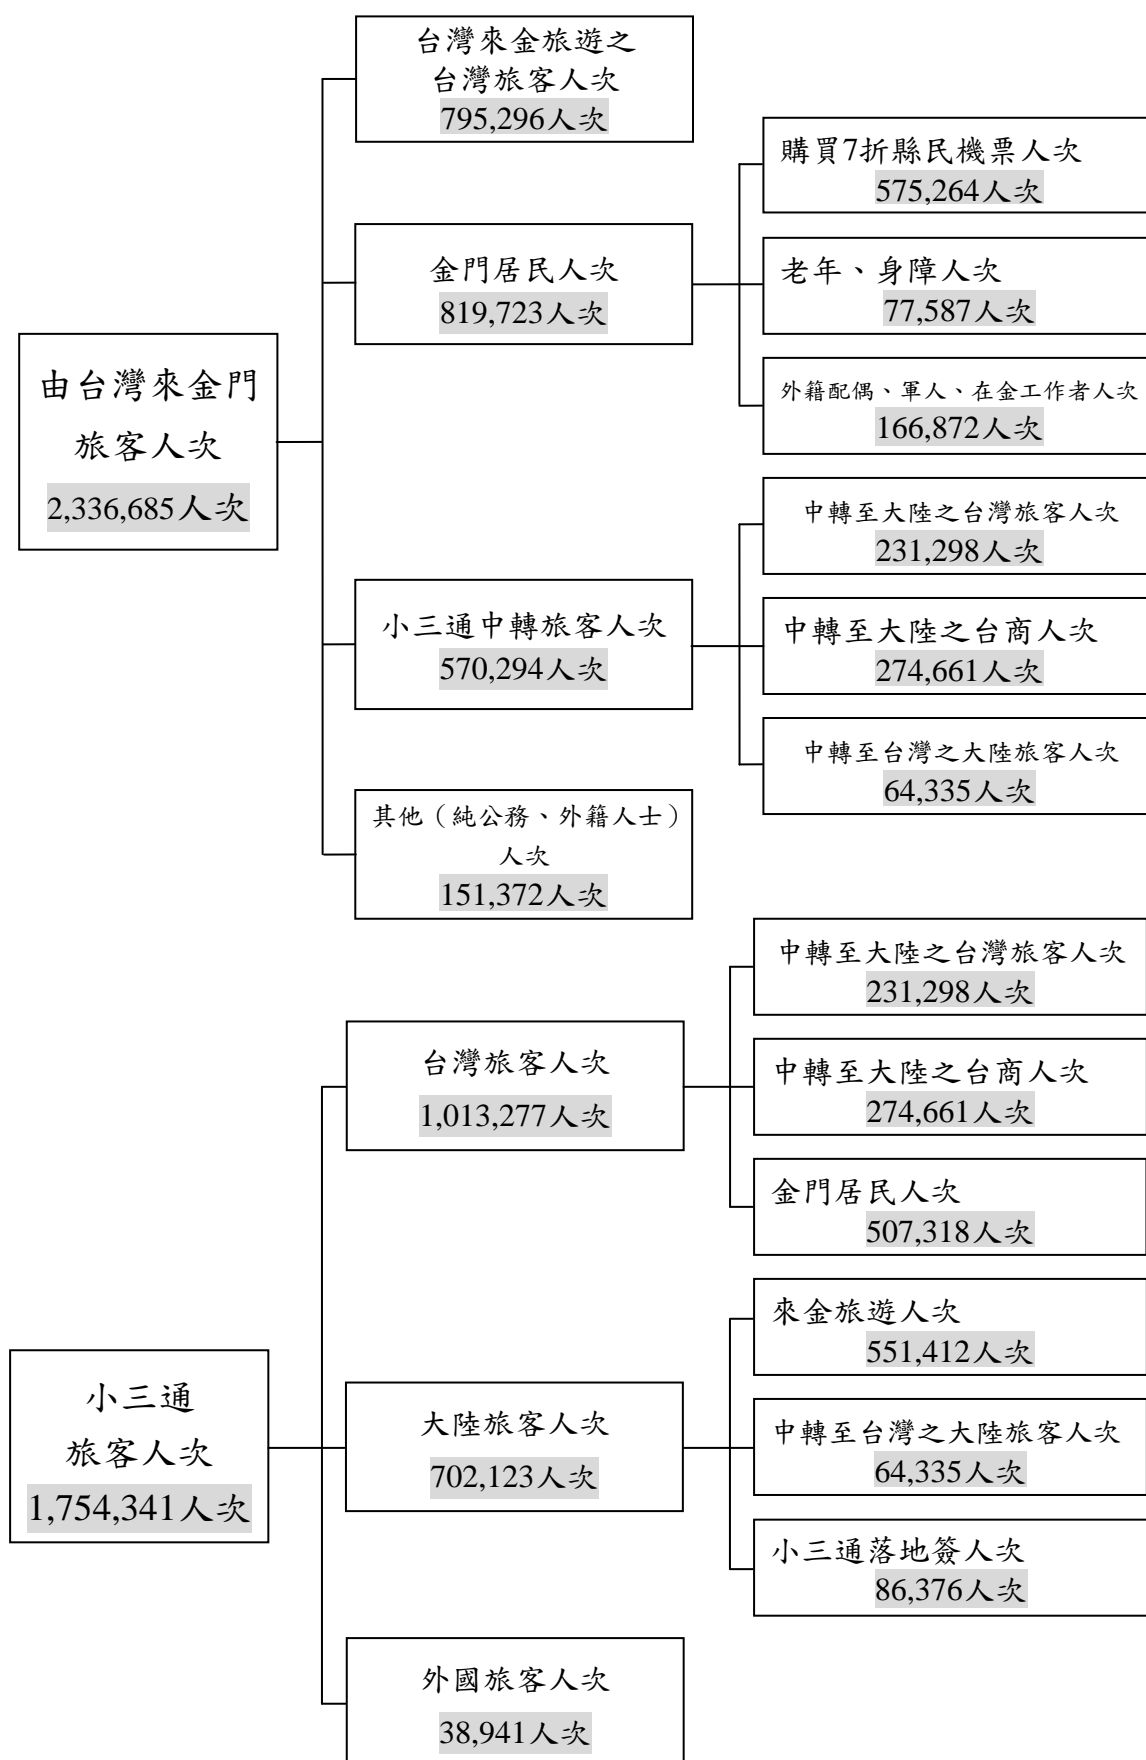 台灣來金旅遊之
台灣旅客人次
795,296人次
購買7折縣民機票人次
575,264人次
金門居民人次
819,723人次
老年、身障人次
77,587人次
外籍配偶、軍人、在金工作者人次
166,872人次
由台灣來金門
旅客人次
2,336,685人次
中轉至大陸之台灣旅客人次
231,298人次
小三通中轉旅客人次
570,294人次
中轉至大陸之台商人次
274,661人次
中轉至台灣之大陸旅客人次
64,335人次
其他（純公務、外籍人士）
人次
151,372人次
中轉至大陸之台灣旅客人次
231,298人次
台灣旅客人次
1,013,277人次
中轉至大陸之台商人次
274,661人次
金門居民人次
507,318人次
來金旅遊人次
551,412人次
小三通
旅客人次
1,754,341人次
大陸旅客人次
702,123人次
中轉至台灣之大陸旅客人次
64,335人次
小三通落地簽人次
86,376人次
外國旅客人次
38,941人次